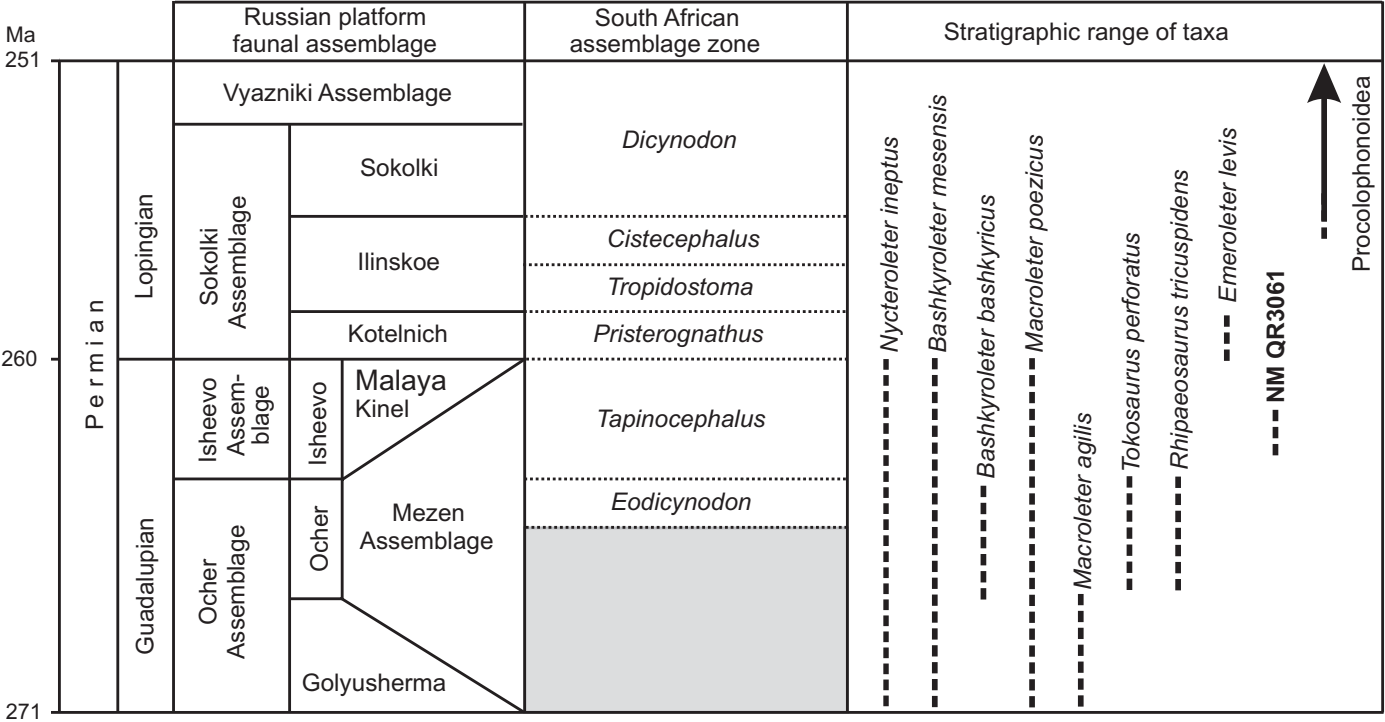 Ma
Russian platform
faunal assemblage
South African
assemblage zone
Stratigraphic range of taxa
251
260
271
Permian
Lopingian
Guadalupian
Vyazniki Assemblage
Sokolki
Assemblage
Sokolki
Ilinskoe
Kotelnich
Isheevo
Assem-
blage
Isheevo
Malaya
Kinel
Ocher
Assemblage
Ocher
Mezen
Assemblage
Golyusherma
Dicynodon
Cistecephalus
Tropidostoma
Pristerognathus
Tapinocephalus
Eodicynodon
Nycteroleter ineptus
Bashkyroleter mesensis
Bashkyroleter bashkyricus
Macroleter poezicus
Macroleter agilis
Tokosaurus perforatus
Rhipaeosaurus tricuspidens
Emeroleter levis
NM QR3061
Procolophonoidea